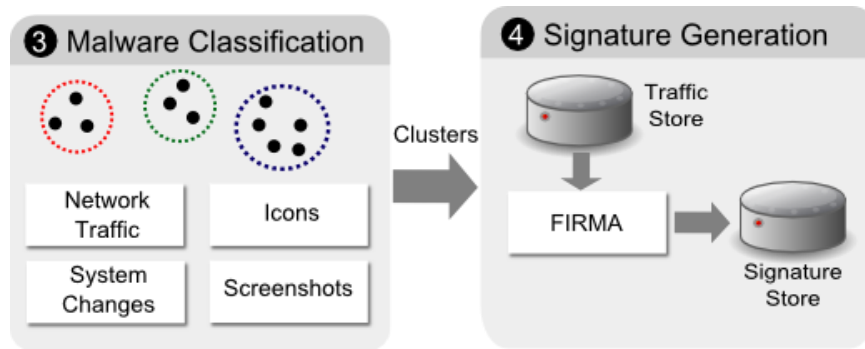 3 Malware Classification
Network
Traffic
Icons
System
Changes
Screenshots
Clusters
4 Signature Generation
Traffic
Store
FIRMA
Signature
Store